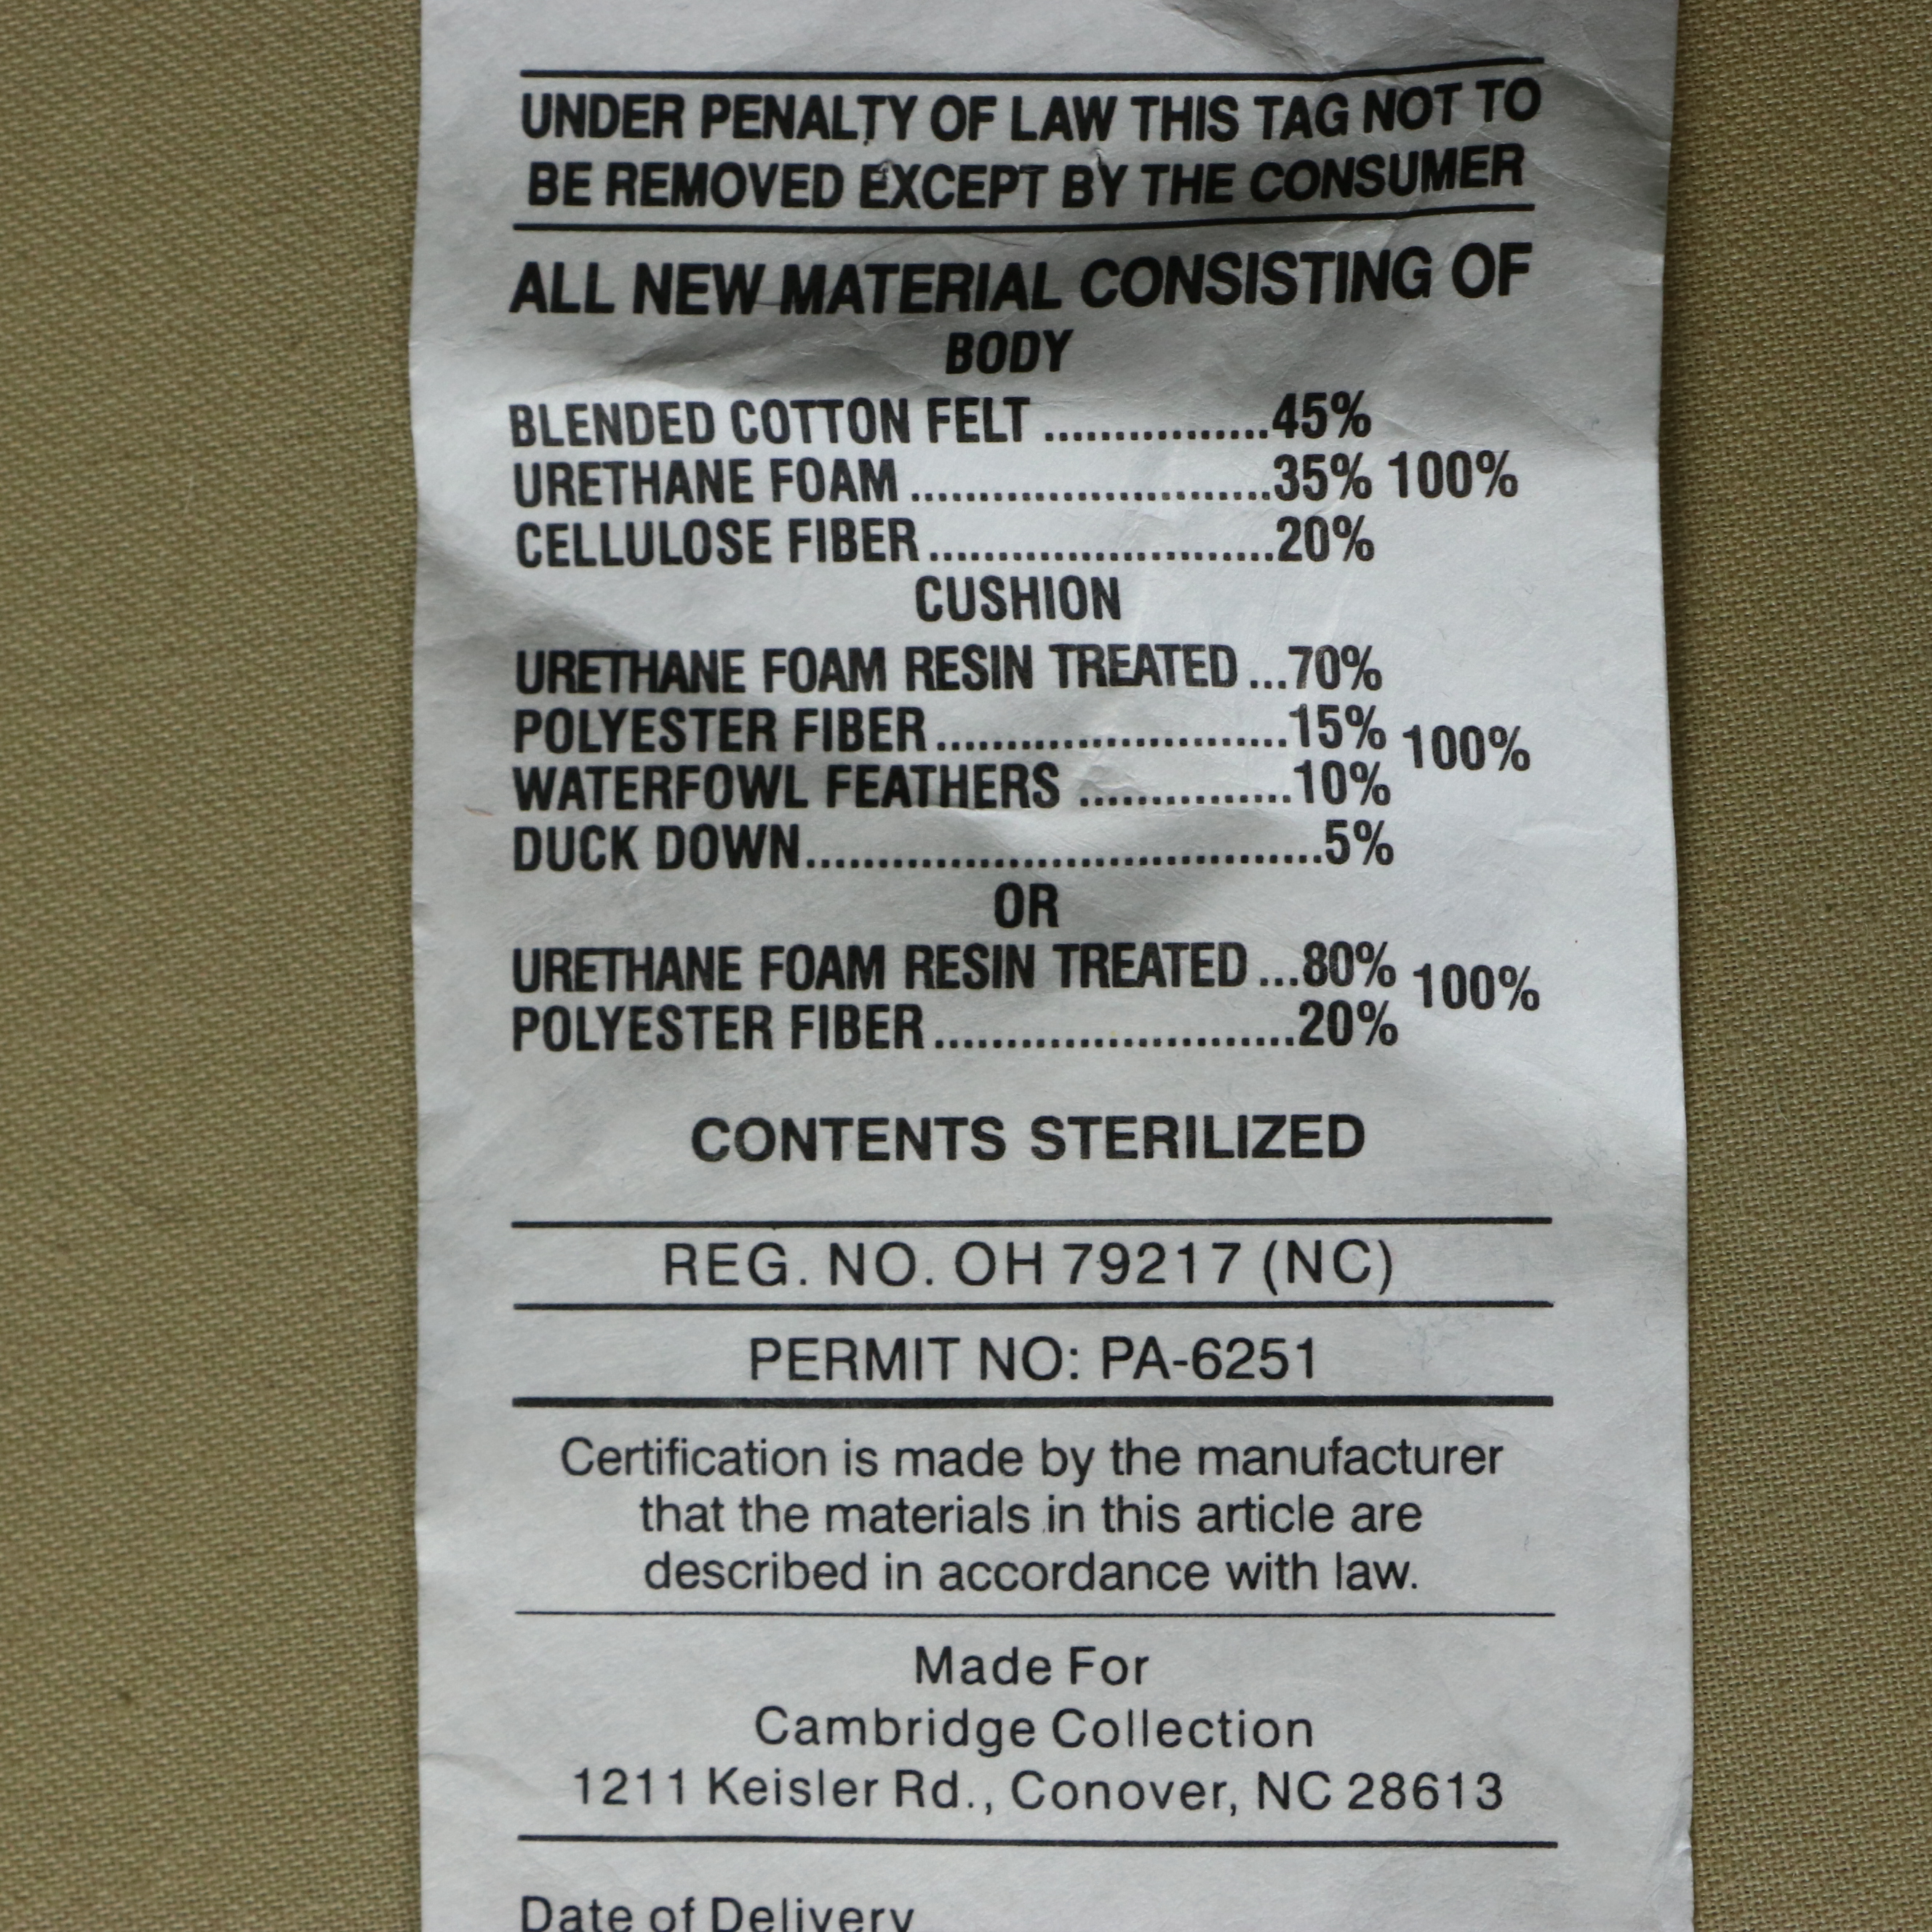 UNDER PENALTY OF LAW THIS TAG NOT TO
BE REMOVED EXCEPT BY THE CONSUMER
ALL NEW MATERIAL CONSISTING OF
BODY
BLENDED COTTON FELT ................45%
URETHANE FOAM ..........................35% 100%
CELLULOSE FIBER.........................20%
CUSHION
URETHANE FOAM RESIN TREATED ...70%
POLYESTER FIBER.........................15% 100%
WATERFOWL FEATHERS ...............10%
DUCK DOWN....................................5%
OR
URETHANE FOAM RESIN TREATED ...80% 100%
POLYESTER FIBER.........................20%
CONTENTS STERILIZED
REG. NO. OH 79217 (NC)
PERMIT NO: PA-6251
Certification is made by the manufacturer
that the materials in this article are
described in accordance with law.
Made For
Cambridge Collection
1211 Keisler Rd., Conover, NC 28613
Date of Delivery